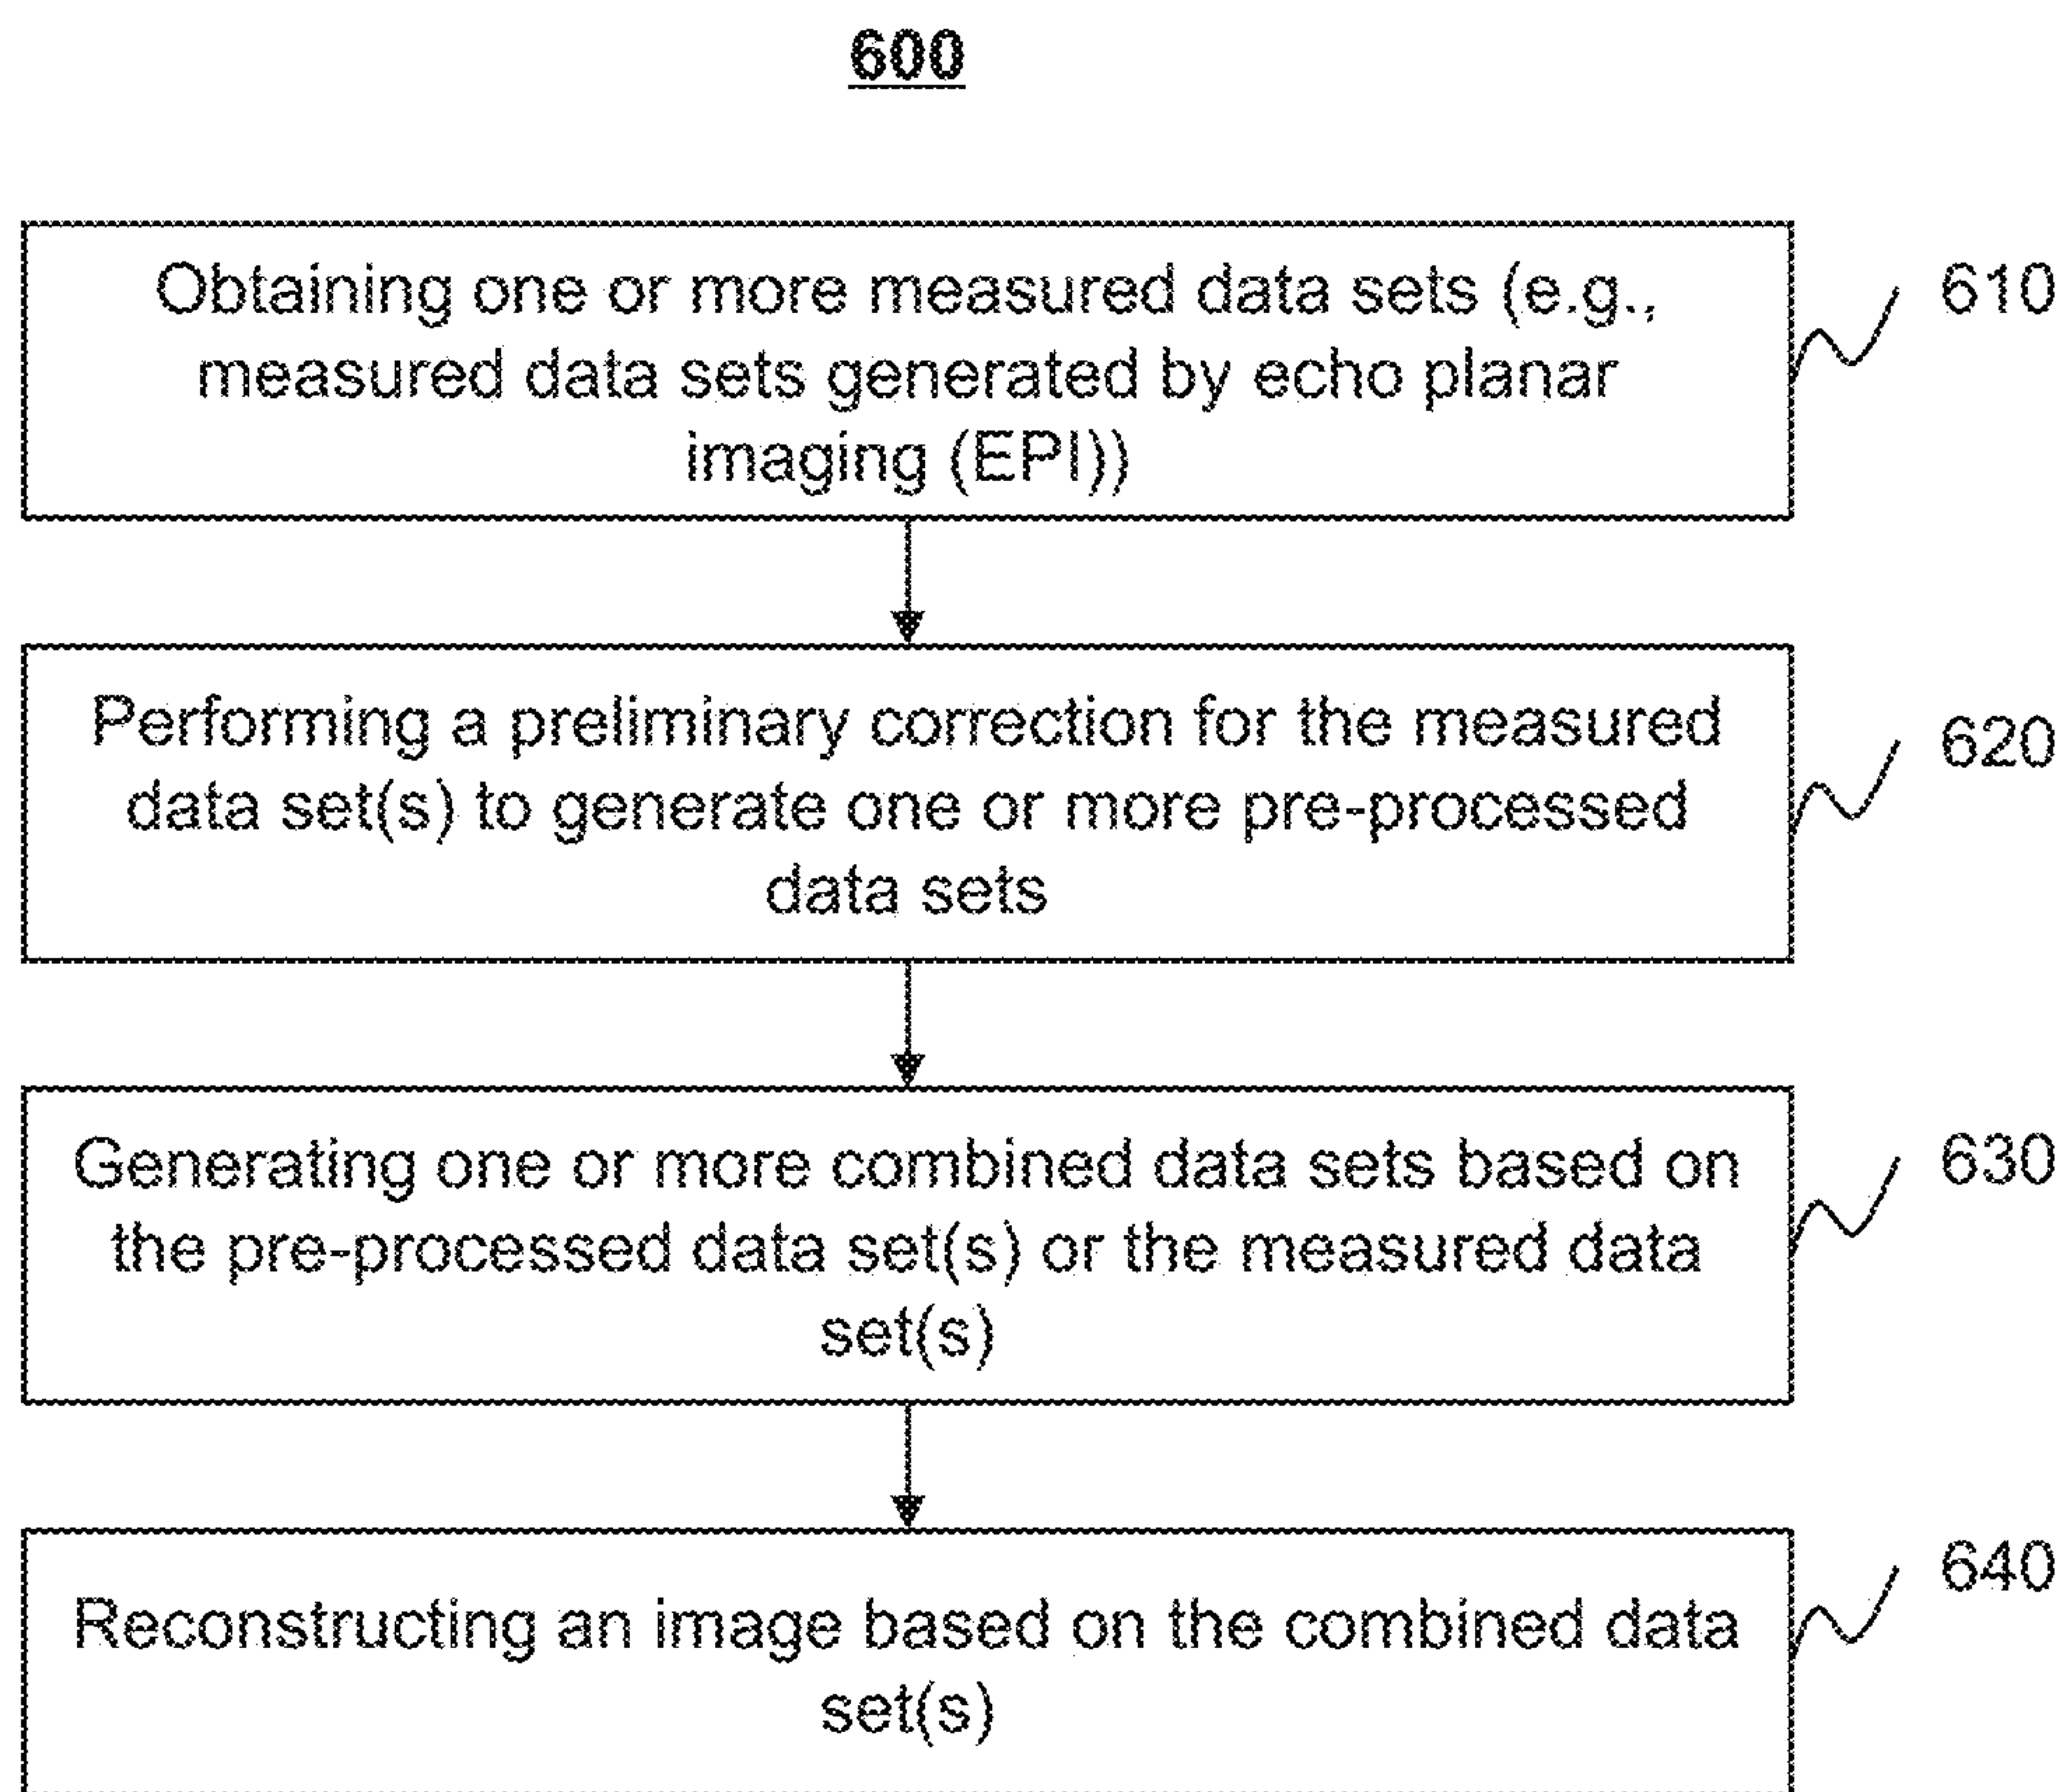 600
Obtaining one or more measured data sets (e.g.,
measured data sets generated by echo planar
imaging (EPI))
610
Performing a preliminary correction for the measured
data set(s) to generate one or more pre-processed
data sets
620
Generating one or more combined data sets based on
the pre-processed data set(s) or the measured data
set(s)
630
Reconstructing an image based on the combined data
set(s)
640